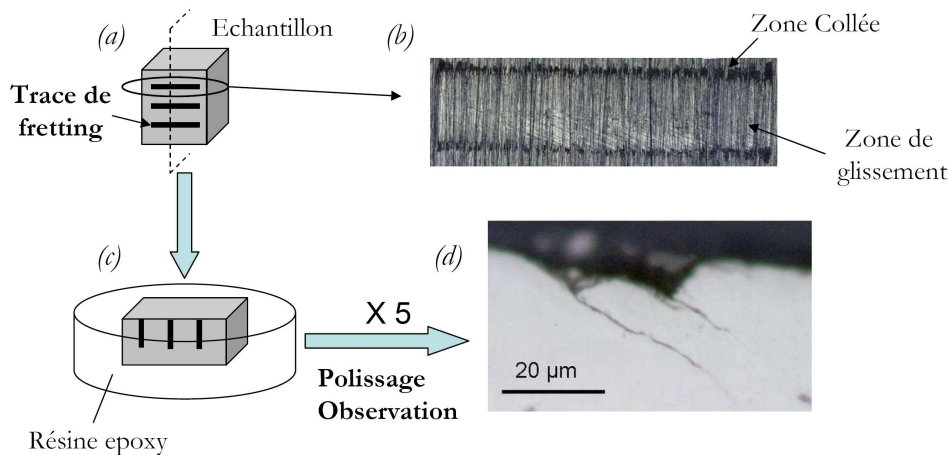 (a)
Echantillon
Trace de
fretting
(b)
Zone Collée
Zone de
glissement
(c)
Résine epoxy
X 5
Polissage
Observation
(d)
20 µm